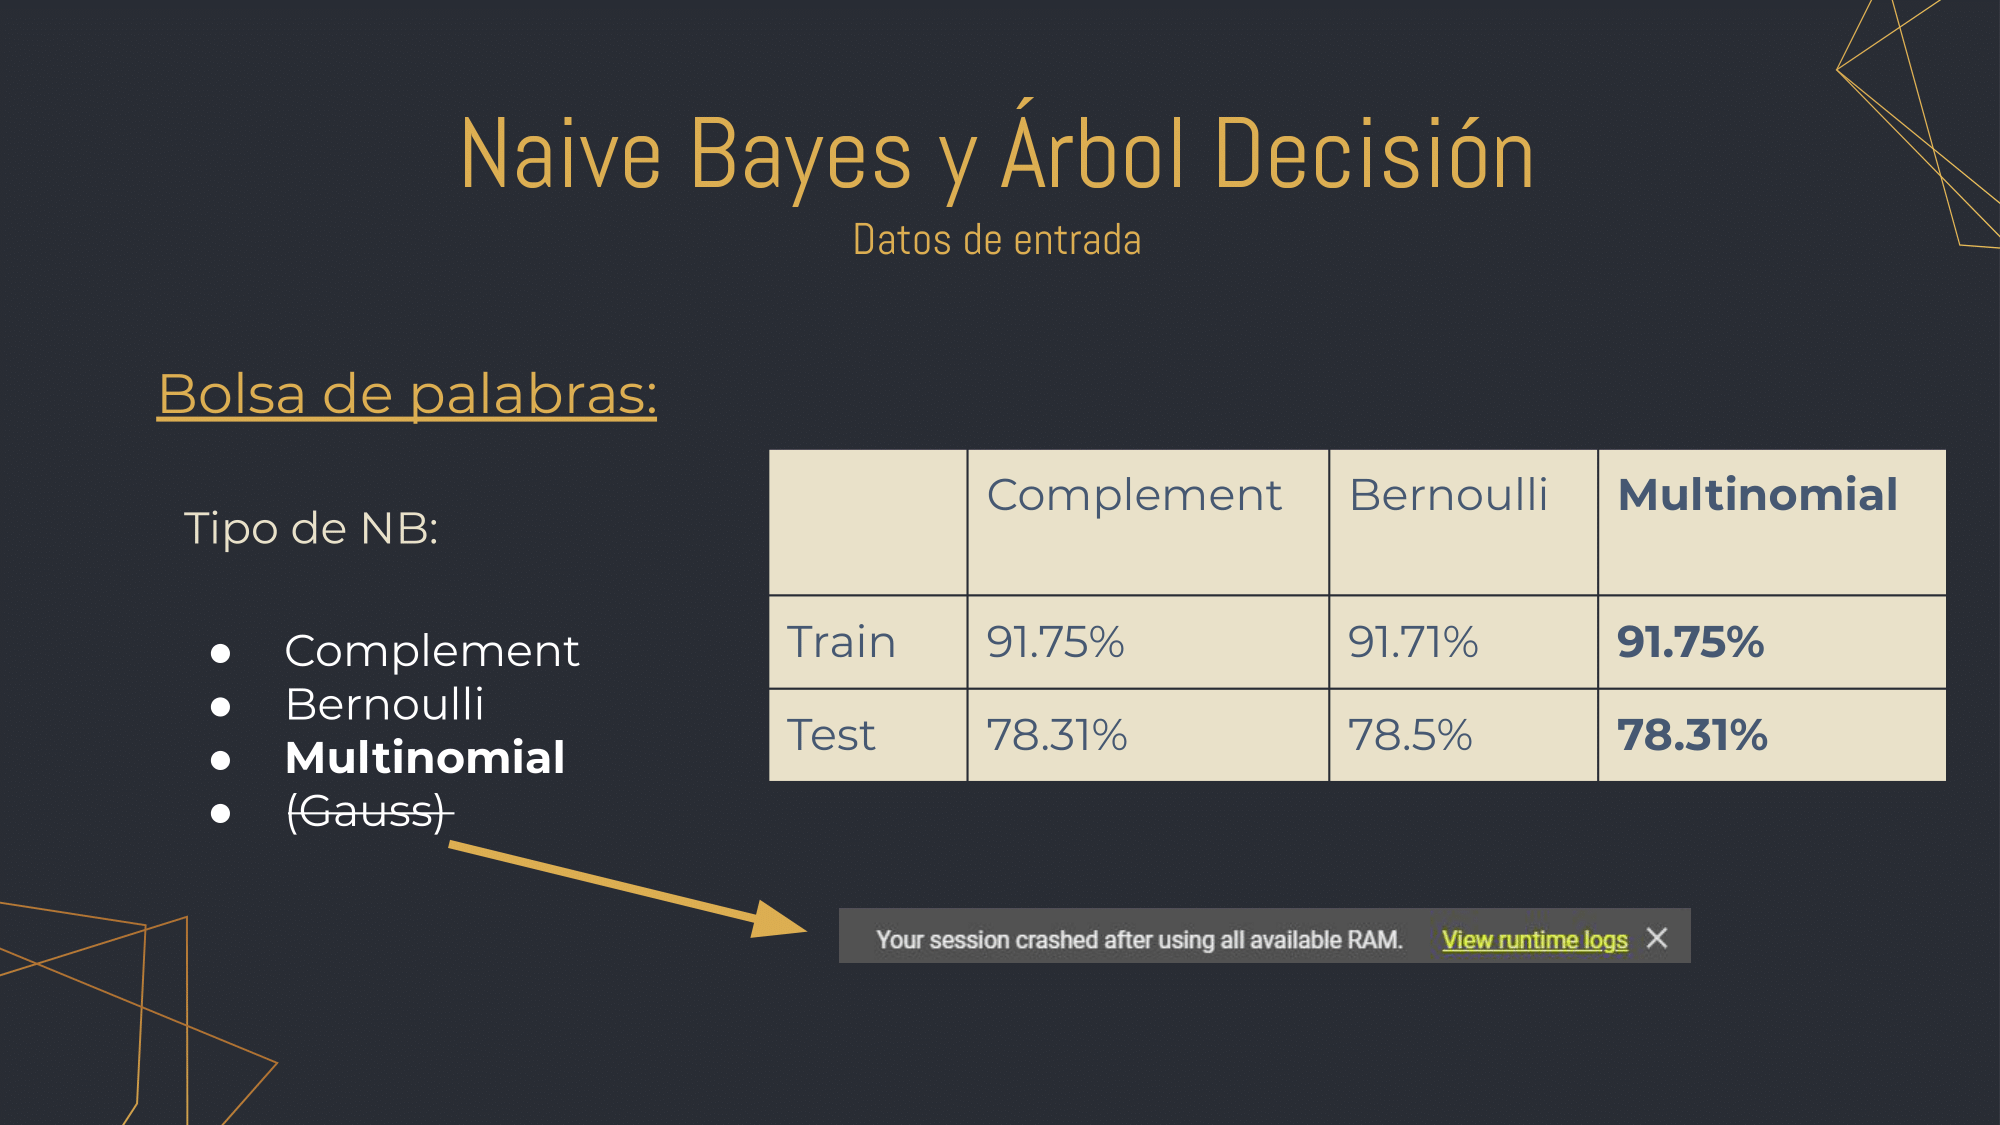 Naive Bayes y Árbol Decisión
Datos de entrada
Bolsa de palabras:
Tipo de NB:
● Complement
● Bernoulli
● Multinomial
● (Gauss)
Complement Bernoulli Multinomial
Train 91.75% 91.71% 91.75%
Test 78.31% 78.5% 78.31%
Your session crashed after using all available RAM. View runtime logs ×